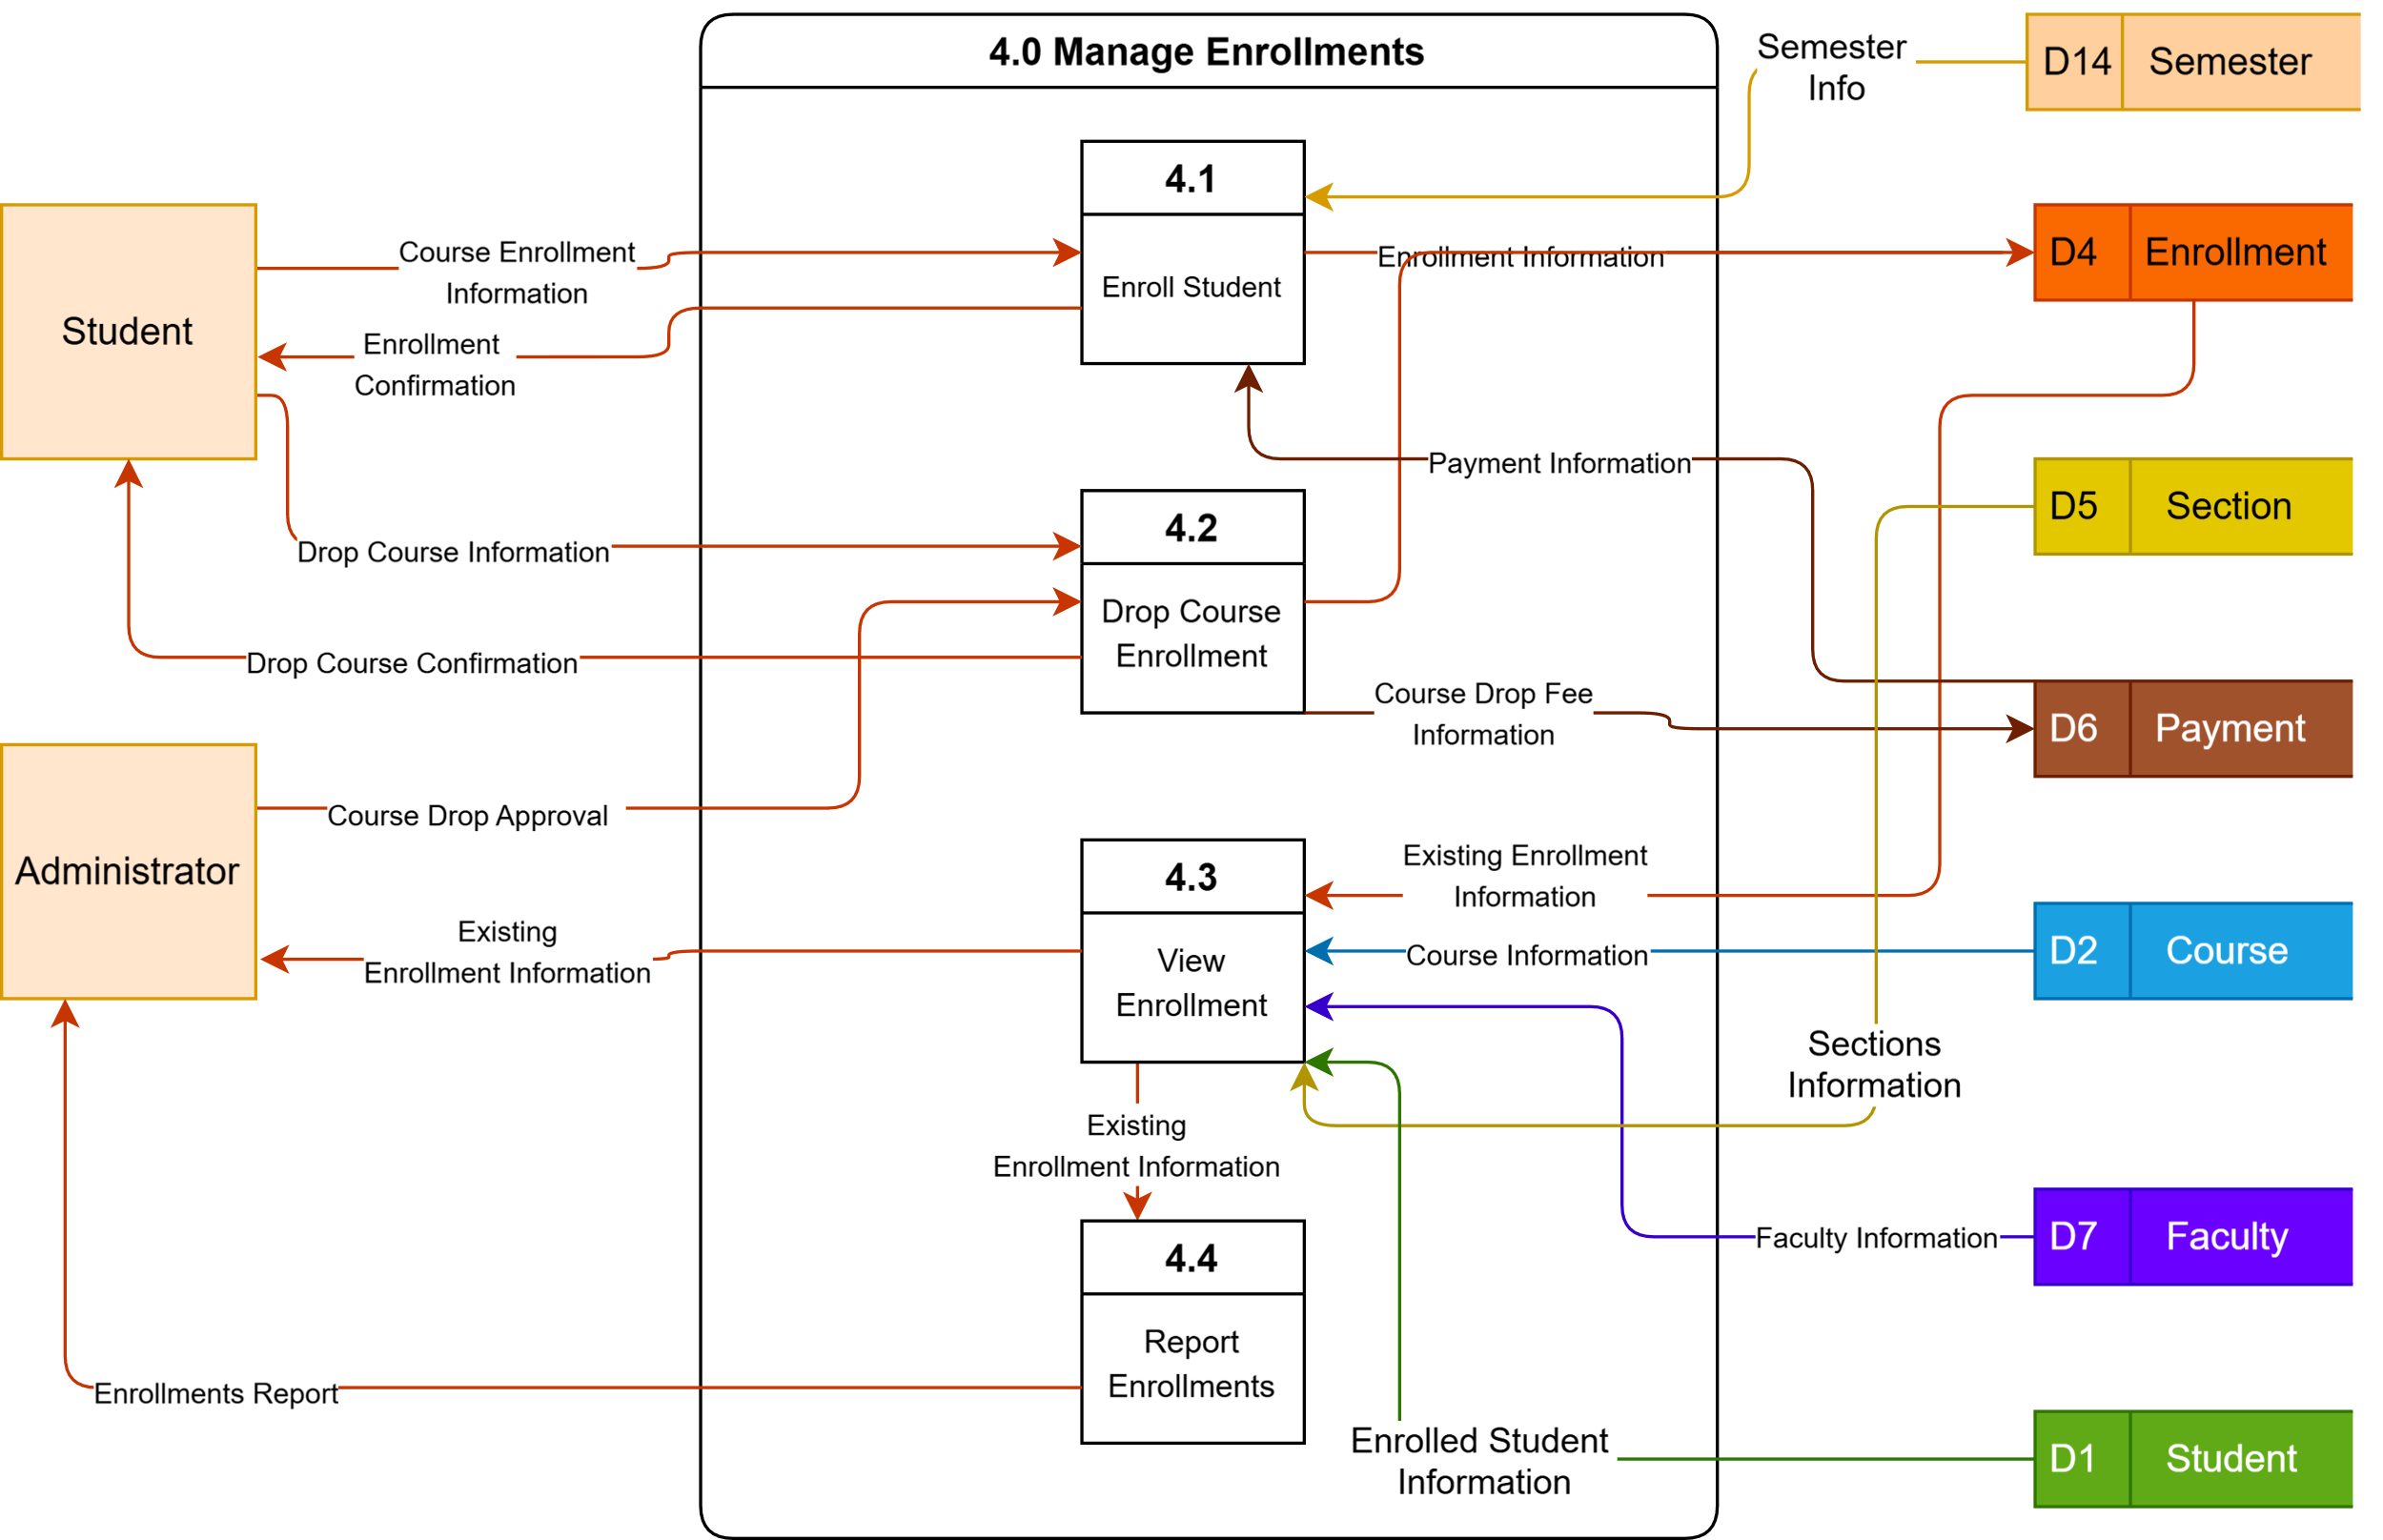 4.0 Manage Enrollments
Semester
Info
D14 Semester
4.1
Enroll Student
Student
Course Enrollment
Information
Enrollment
Confirmation
Enrollment Information
D4 Enrollment
Payment Information
D5 Section
4.2
Drop Course
Enrollment
Drop Course Information
Drop Course Confirmation
Course Drop Fee
Information
D6 Payment
Administrator
Course Drop Approval
Existing
Enrollment Information
4.3
View
Enrollment
Existing Enrollment
Information
Course Information
D2 Course
Sections
Information
Existing
Enrollment Information
4.4
Report
Enrollments
Faculty Information
D7 Faculty
Enrollments Report
Enrolled Student
Information
D1 Student